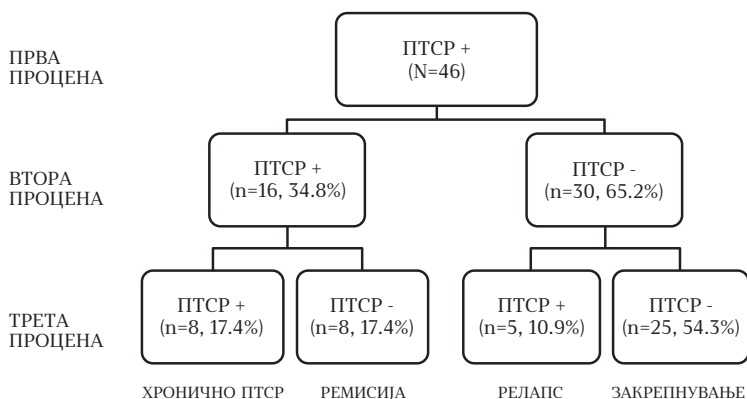 ПРВА
ПРОЦЕНА
ПТСР +
(N=46)
ВТОРА
ПРОЦЕНА
ПТСР +
(n=16, 34.8%)
ПТСР -
(n=30, 65.2%)
ТРЕТА
ПРОЦЕНА
ПТСР +
(n=8, 17.4%)
ПТСР -
(n=8, 17.4%)
ПТСР +
(n=5, 10.9%)
ПТСР -
(n=25, 54.3%)
ХРОНИЧНО ПТСР
РЕМИСИЈА
РЕЛАПС
ЗАКРЕПНУВАЊЕ